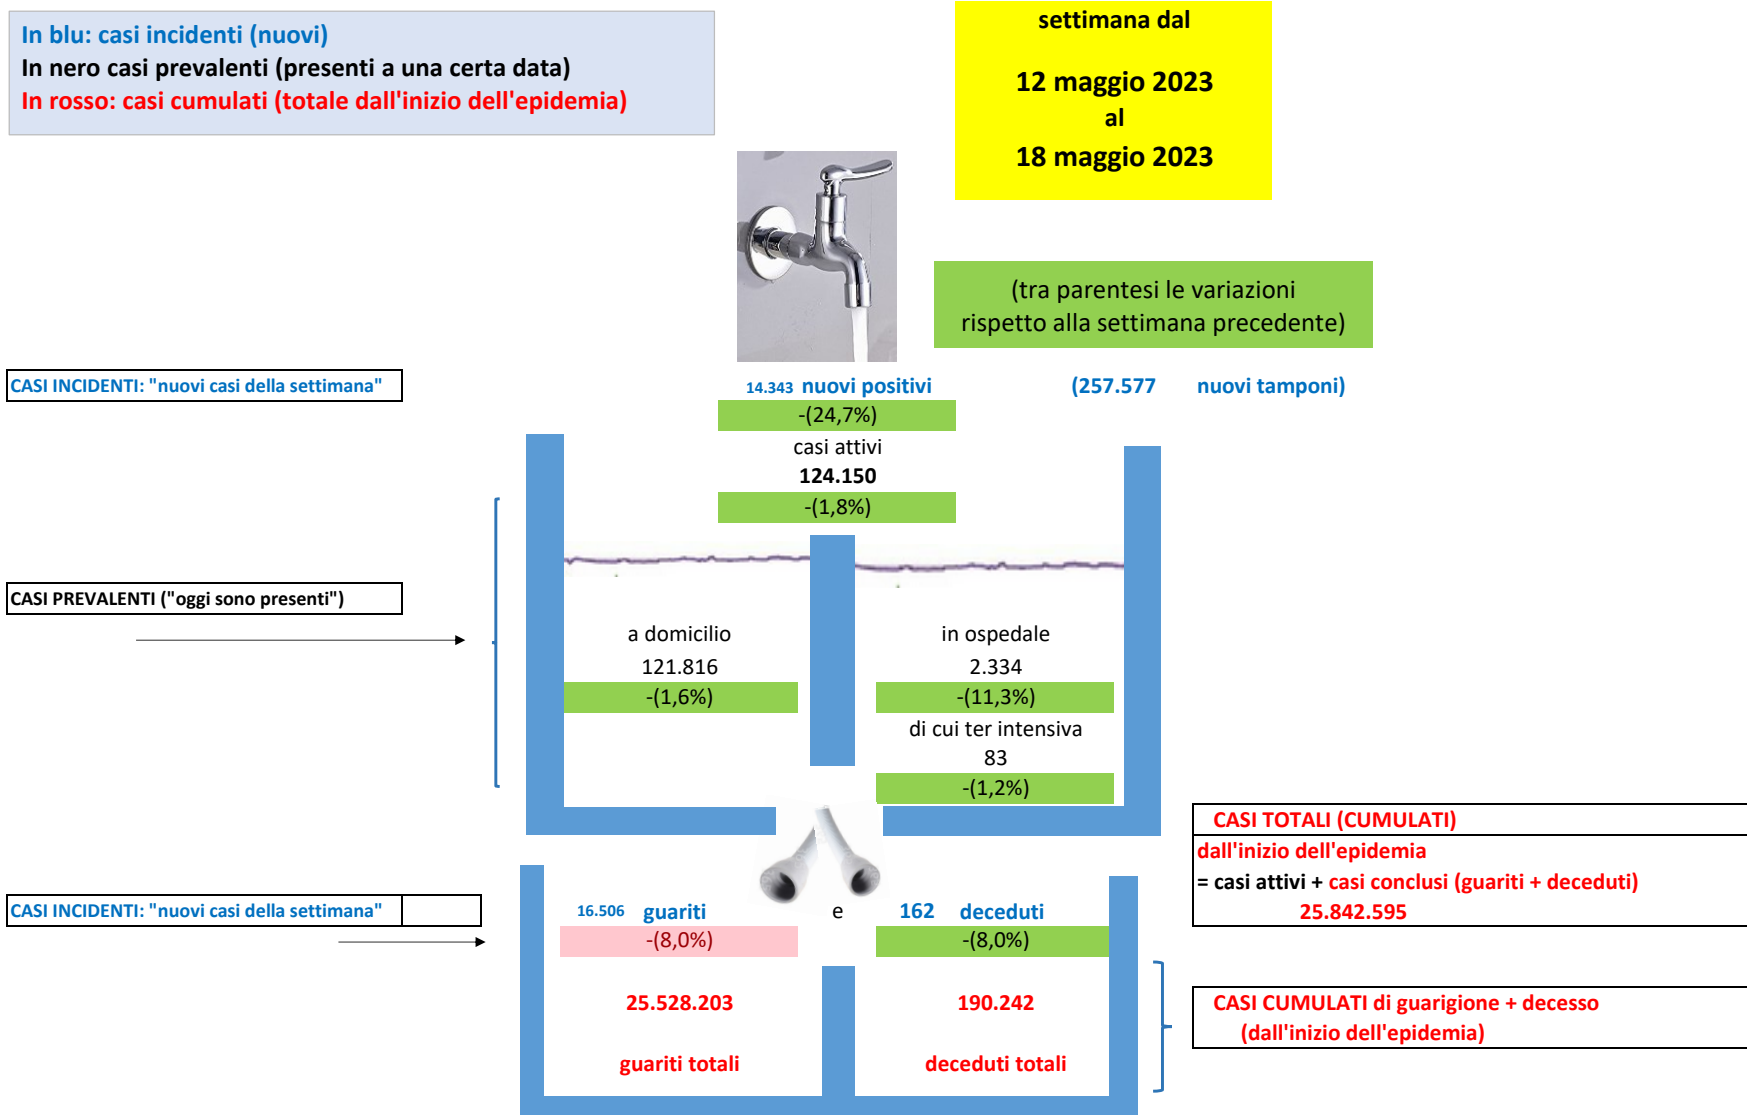 In blu: casi incidenti (nuovi)
In nero casi prevalenti (presenti a una certa data)
In rosso: casi cumulati (totale dall'inizio dell'epidemia)
settimana dal
12 maggio 2023
al
18 maggio 2023
(tra parentesi le variazioni
rispetto alla settimana precedente)
CASI INCIDENTI: "nuovi casi della settimana"
14.343 nuovi positivi
(257.577 nuovi tamponi)
-(24,7%)
casi attivi
124.150
-(1,8%)
CASI PREVALENTI ("oggi sono presenti")
a domicilio
121.816
-(1,6%)
in ospedale
2.334
-(11,3%)
di cui ter intensiva
83
-(1,2%)
CASI TOTALI (CUMULATI)
dall'inizio dell'epidemia
= casi attivi + casi conclusi (guariti + deceduti)
25.842.595
CASI INCIDENTI: "nuovi casi della settimana"
16.506 guariti
e
162 deceduti
-(8,0%)
-(8,0%)
25.528.203
190.242
guariti totali
deceduti totali
CASI CUMULATI di guarigione + decesso
(dall'inizio dell'epidemia)